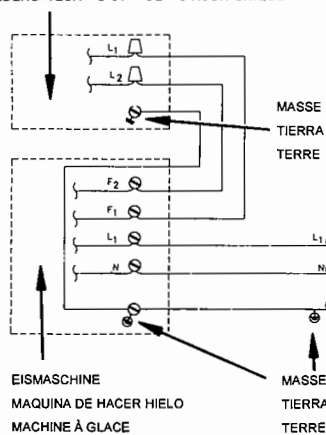 L1
L2
MASSE
TIERRA
TERRE
F2
F1
L1
L1
N
N
EISMASCHINE
MAQUINA DE HACER HIELO
MACHINE À GLACE
MASSE
TIERRA
TERRE